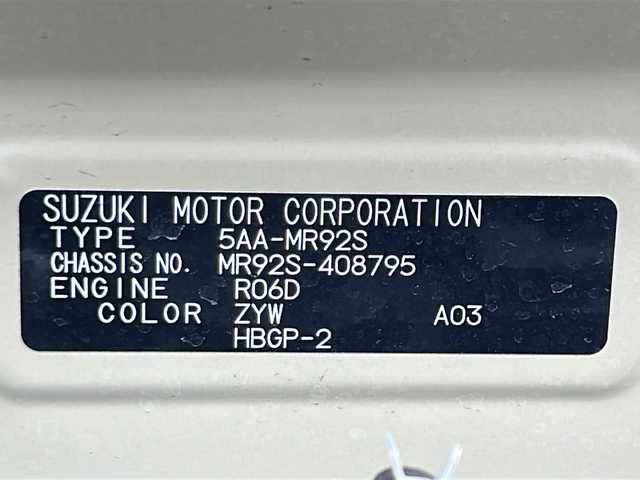 SUZUKI MOTOR CORPORATION
TYPE 5AA-MR92S
CHASSIS NO. MR92S-408795
ENGINE R06D
COLOR ZYW A03
HBGP-2